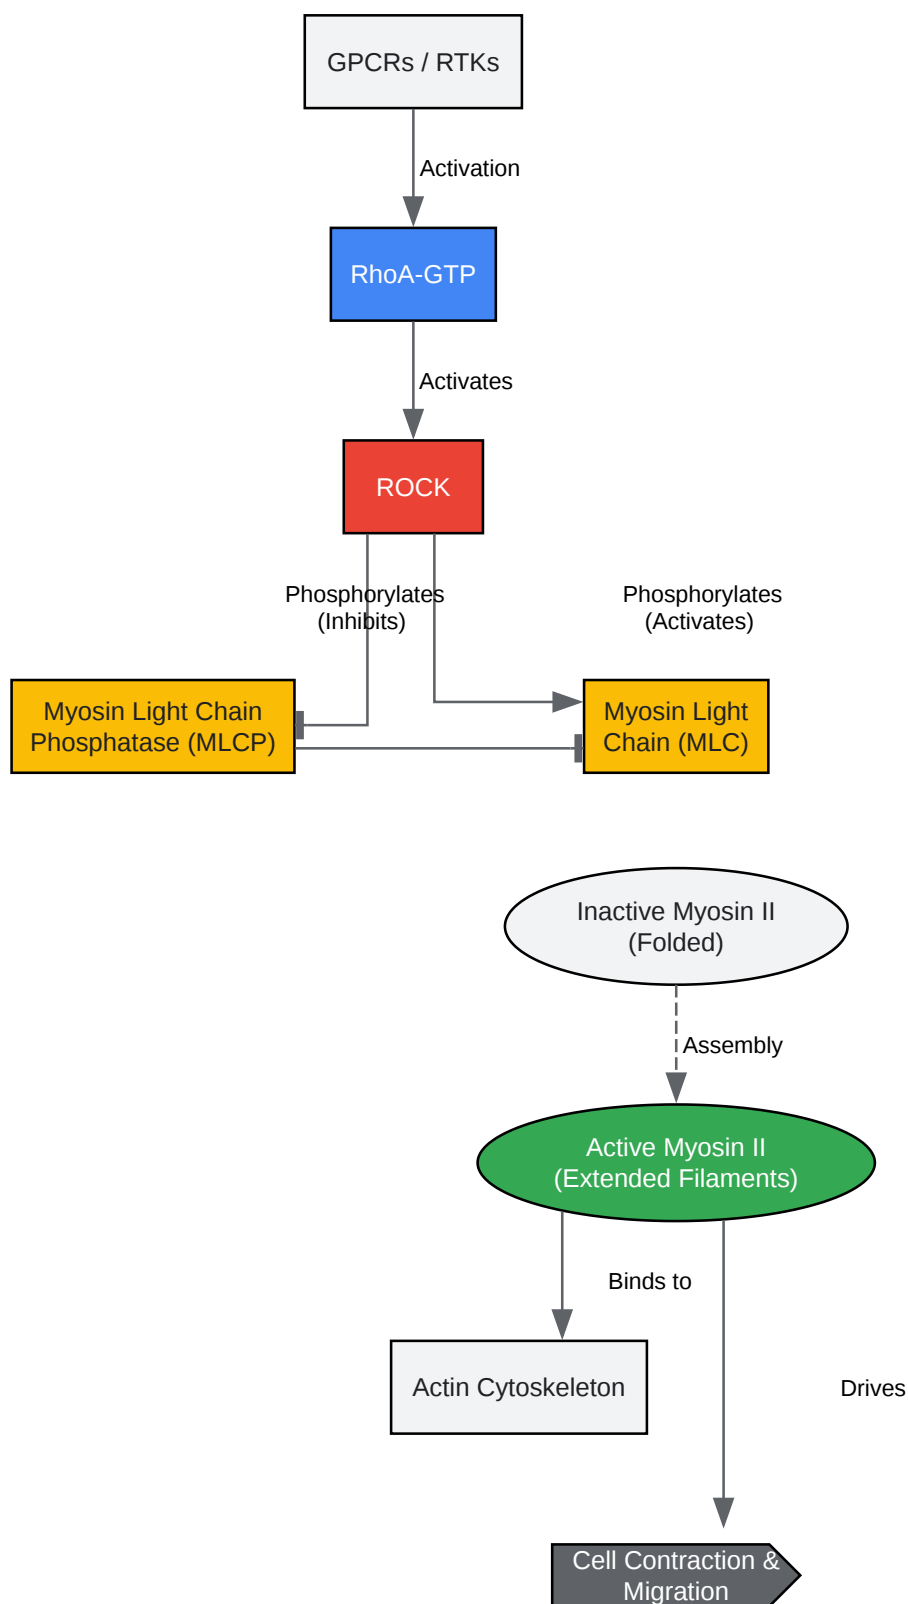 GPCRs / RTKs
Activation
RhoA-GTP
Activates
ROCK
Phosphorylates
(Inhibits)
Phosphorylates
(Activates)
Myosin Light Chain
Phosphatase (MLCP)
Myosin Light
Chain (MLC)
Inactive Myosin II
(Folded)
Assembly
Active Myosin II
(Extended Filaments)
Binds to
Actin Cytoskeleton
Drives
Cell Contraction &
Migration